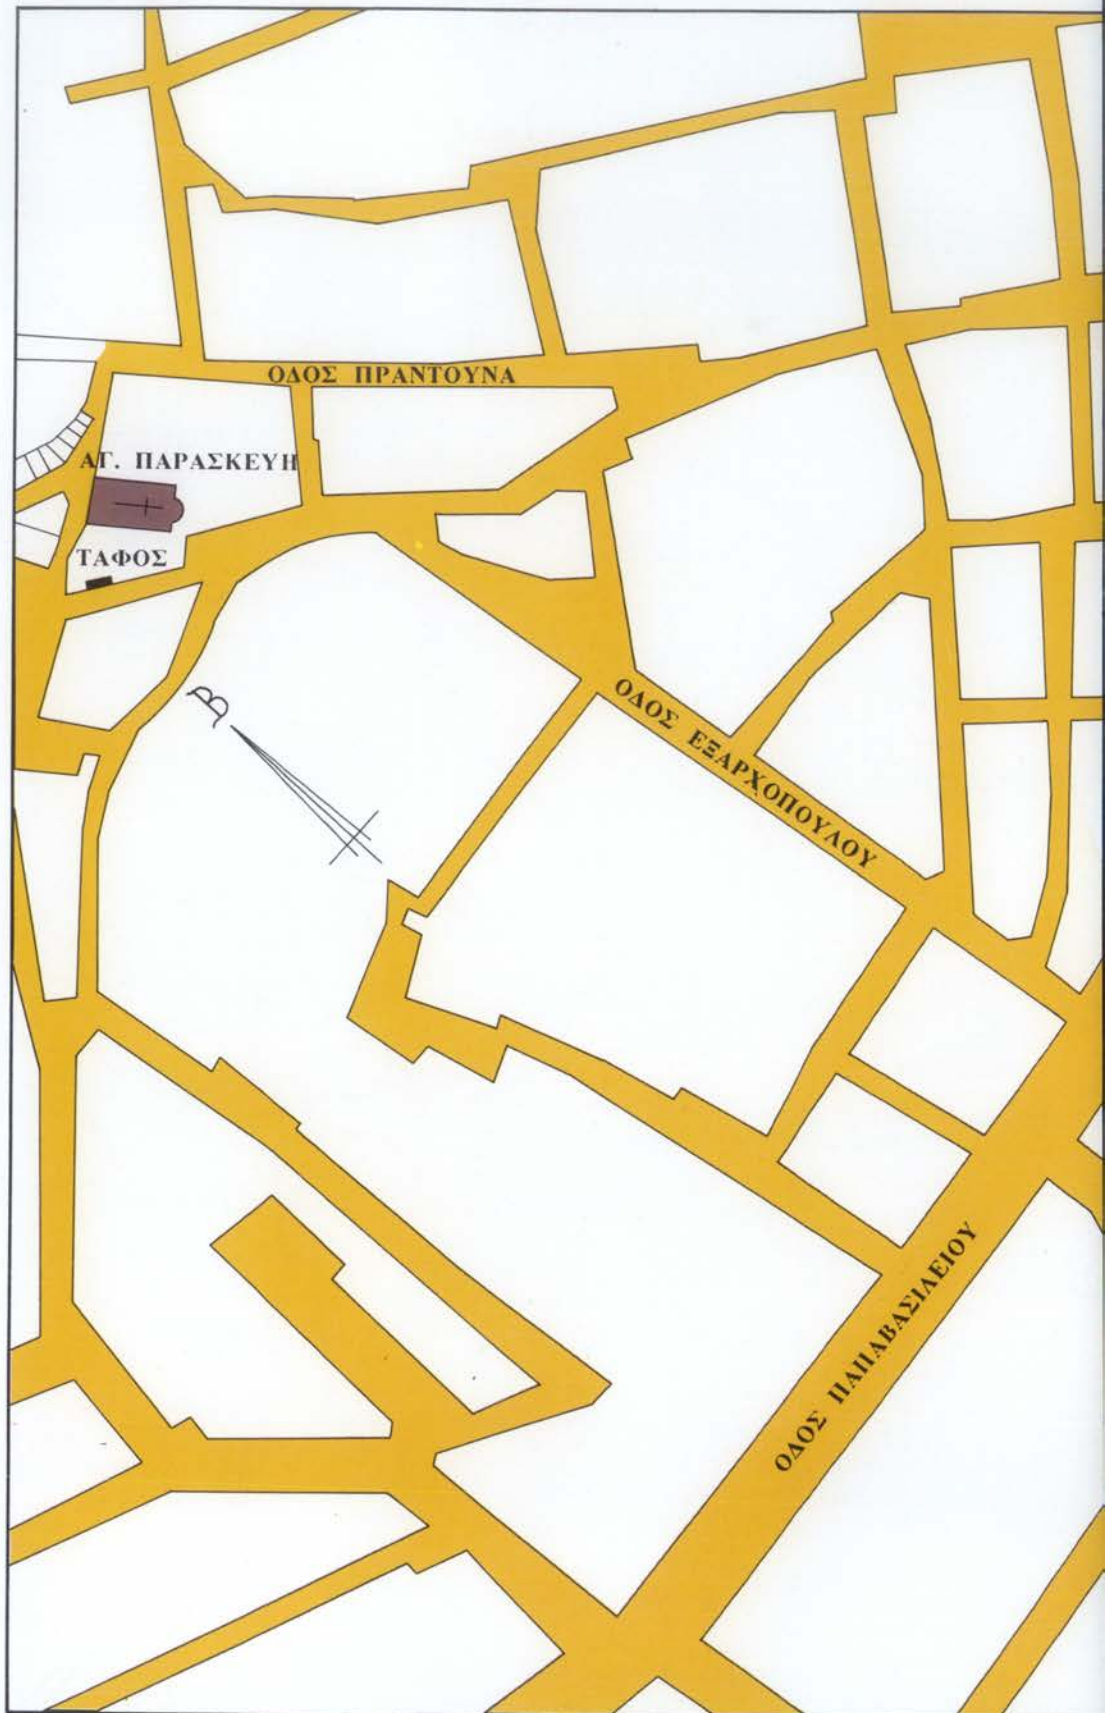 ΟΔΟΣ ΠΡΑΝΤΟΥΝΑ
ΑΓ. ΠΑΡΑΣΚΕΥΗ
ΤΑΦΟΣ
Β
ΟΔΟΣ ΕΞΑΡΧΟΠΟΥΛΟΥ
ΟΔΟΣ ΠΑΠΑΒΑΣΙΛΕΙΟΥ